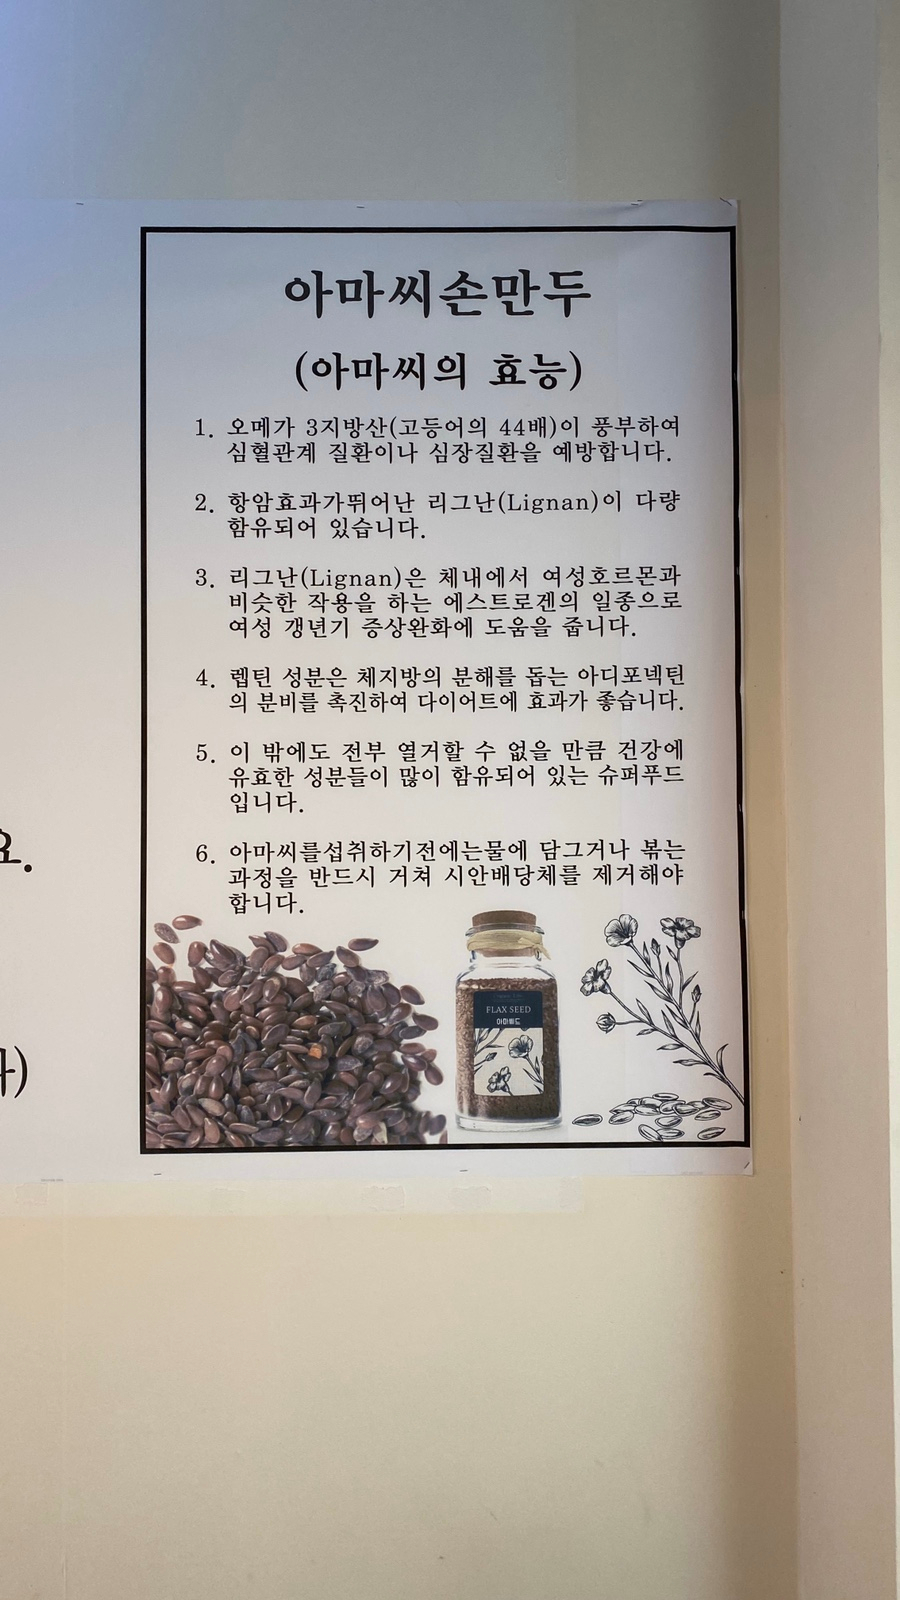 아마씨손만두
(아마씨의 효능)
1. 오메가 3지방산(고등어의 44배)이 풍부하여
심혈관계 질환이나 심장질환을 예방합니다.
2. 항암효과가뛰어난 리그난(Lignan)이 다량
함유되어 있습니다.
3. 리그난(Lignan)은 체내에서 여성호르몬과
비슷한 작용을 하는 에스트로겐의 일종으로
여성 갱년기 증상완화에 도움을 줍니다.
4. 렙틴 성분은 체지방의 분해를 돕는 아디포넥틴
의 분비를 촉진하여 다이어트에 효과가 좋습니다.
5. 이 밖에도 전부 열거할 수 없을 만큼 건강에
유효한 성분들이 많이 함유되어 있는 슈퍼푸드
입니다.
6. 아마씨를섭취하기전에는물에 담그거나 볶는
과정을 반드시 거쳐 시안배당체를 제거해야
합니다.
요.
FLAX SEED